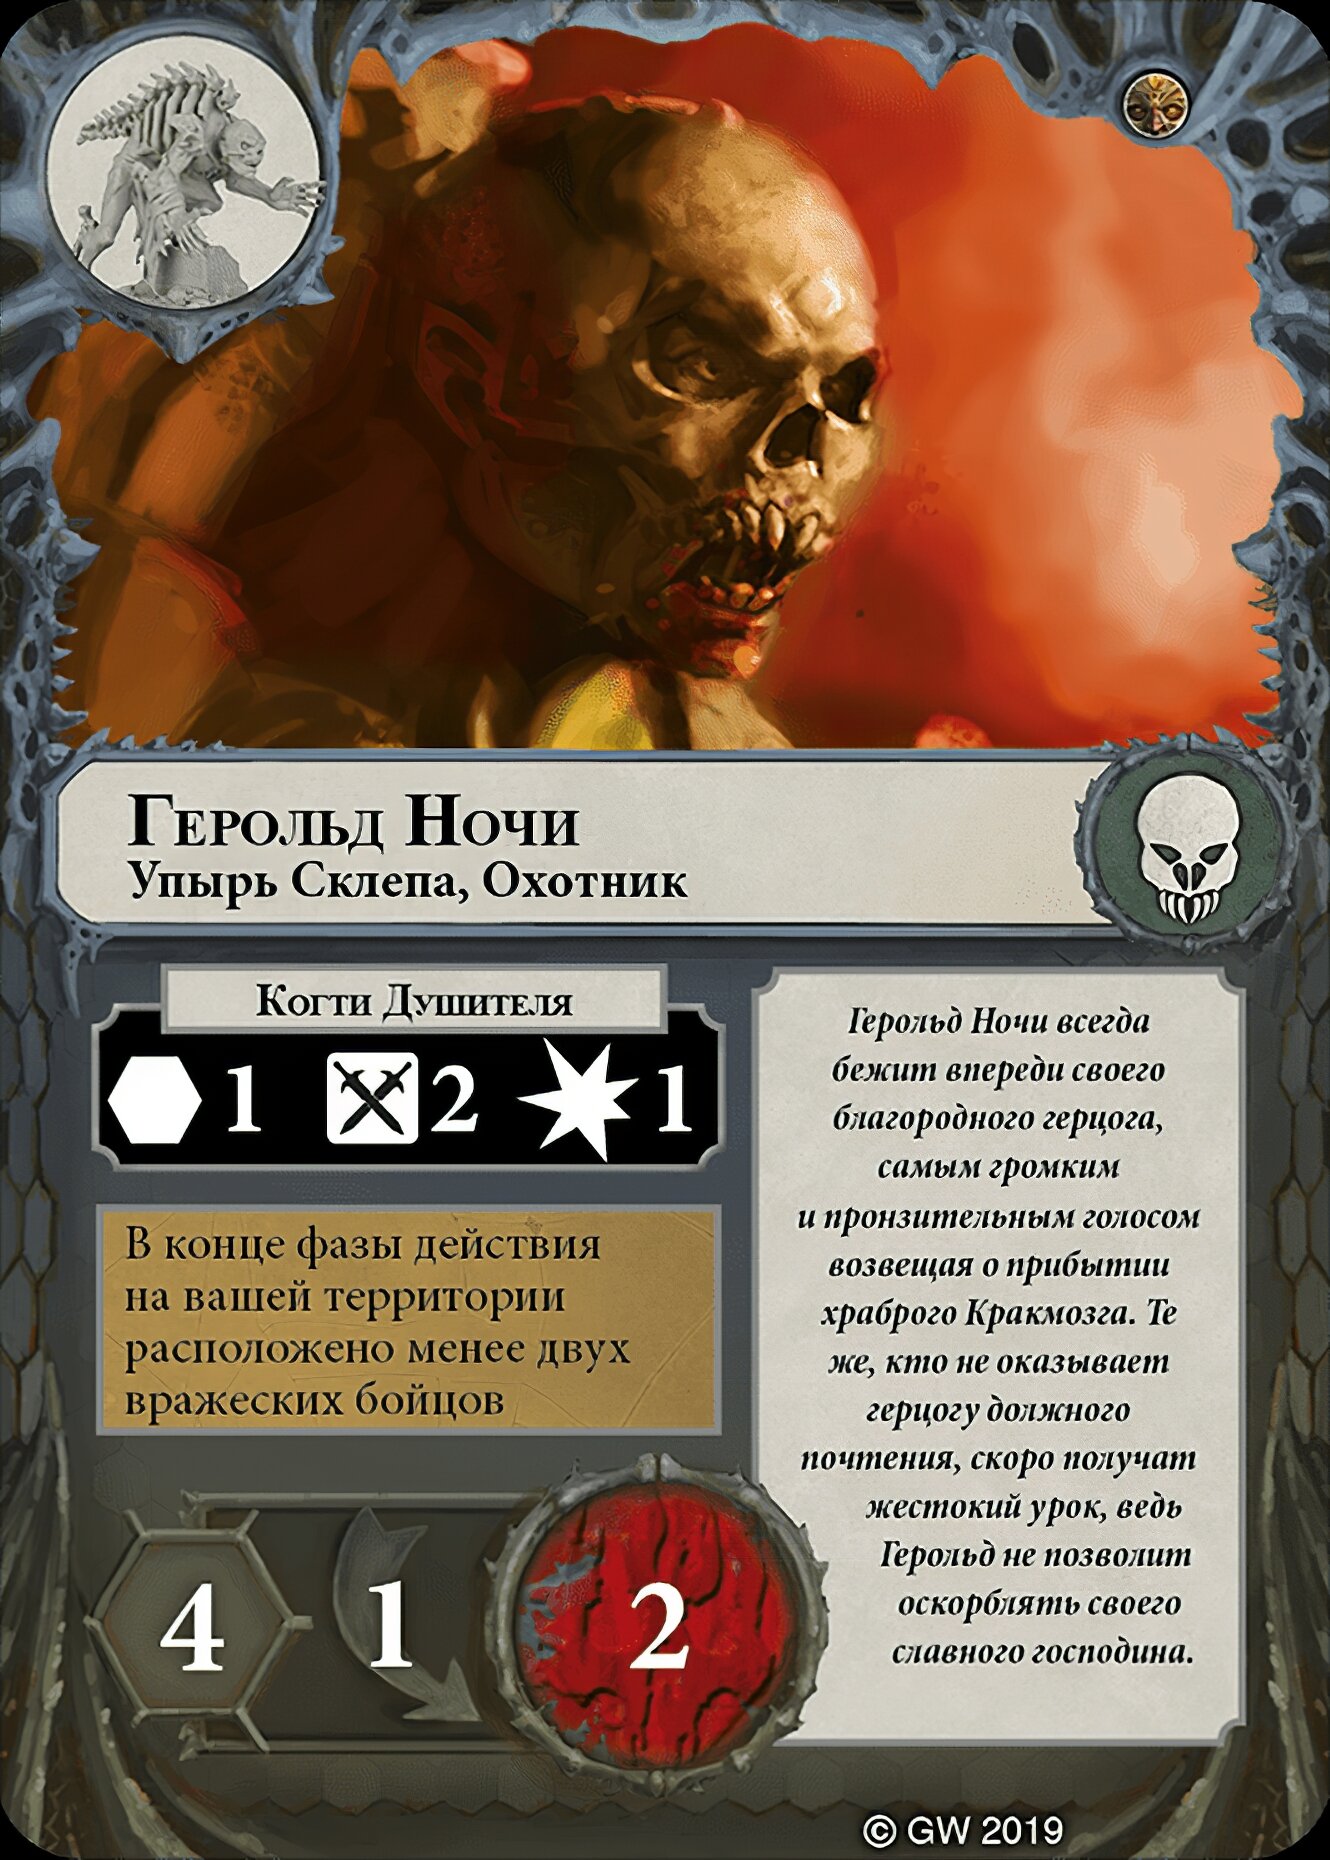 Герольд Ночи
Упырь Склепа, Охотник
Когти Душителя
1 2 1
В конце фазы действия
на вашей территории
расположено менее двух
вражеских бойцов
4 1 2
Герольд Ночи всегда
бежит впереди своего
благородного герцога,
самым громким
и пронзительным голосом
возвещая о прибытии
храброго Кракмозга. Те
же, кто не оказывает
герцогу должного
почтения, скоро получат
жестокий урок, ведь
Герольд не позволит
оскорблять своего
славного господина.
© GW 2019